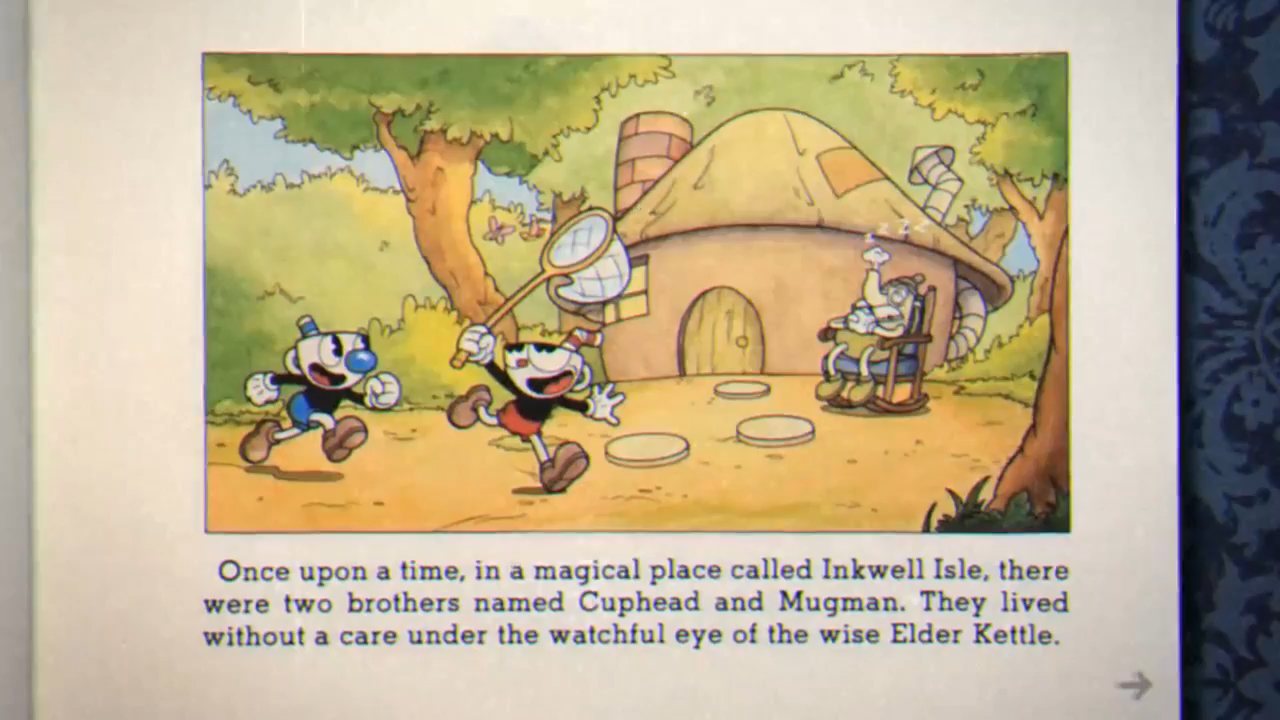 z z z z
Once upon a time, in a magical place called Inkwell Isle, there
were two brothers named Cuphead and Mugman. They lived
without a care under the watchful eye of the wise Elder Kettle.